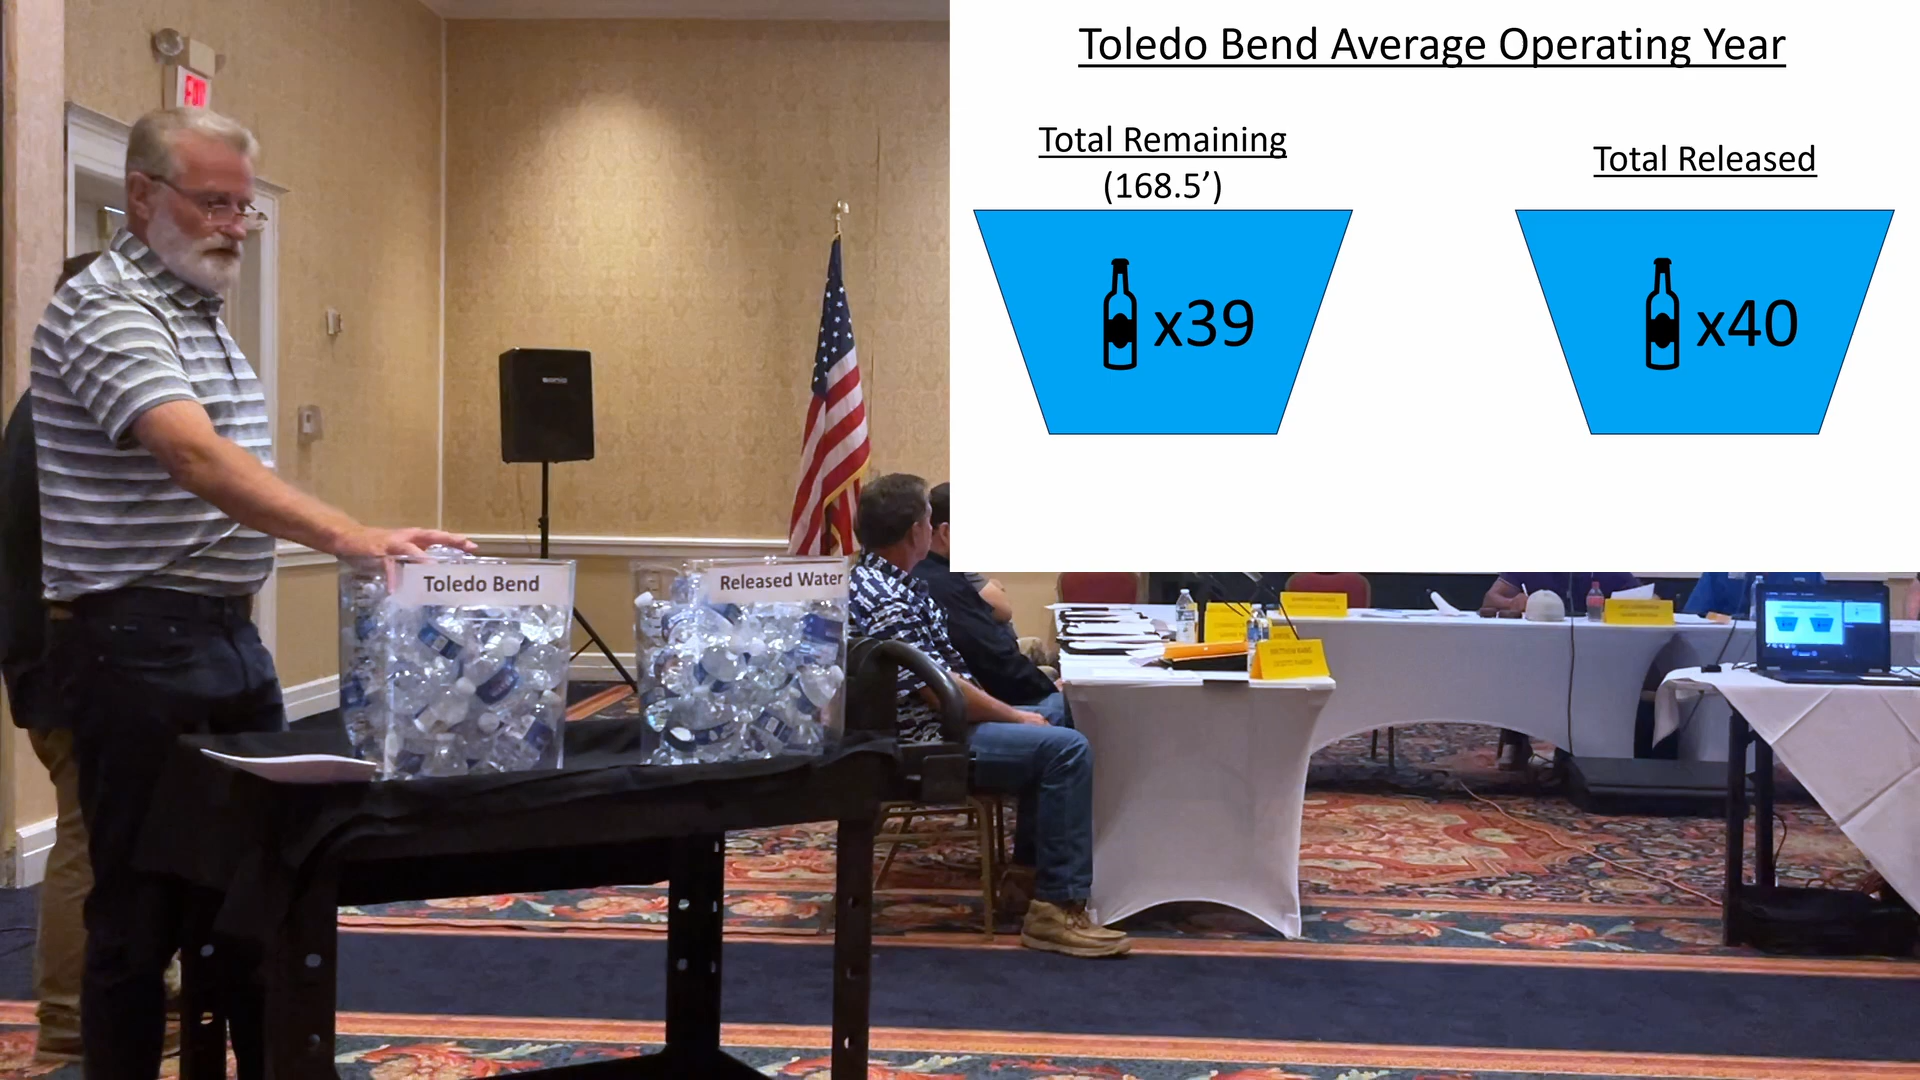 Toledo Bend Average Operating Year
Total Remaining
(168.5’)
Total Released
x39
x40
EXIT
Toledo Bend
Released Water